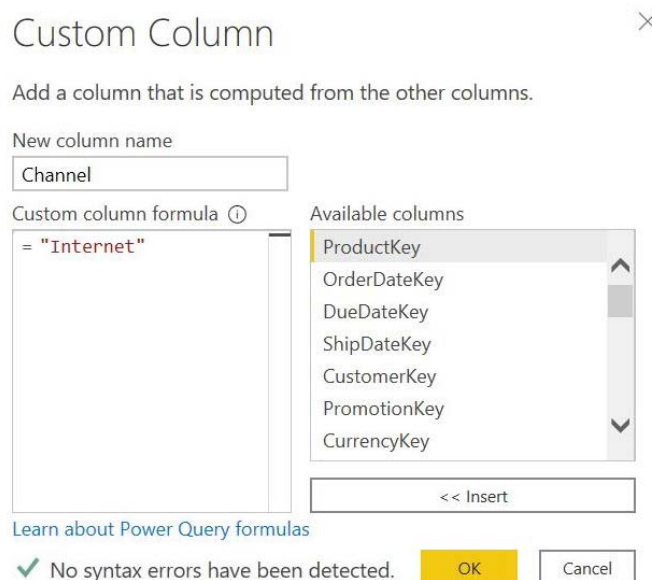 Custom Column
Add a column that is computed from the other columns.
New column name
Channel
Custom column formula
Available columns
= "Internet"
ProductKey
OrderDateKey
DueDateKey
ShipDateKey
CustomerKey
PromotionKey
CurrencyKey
<< Insert
Learn about Power Query formulas
No syntax errors have been detected.
OK
Cancel